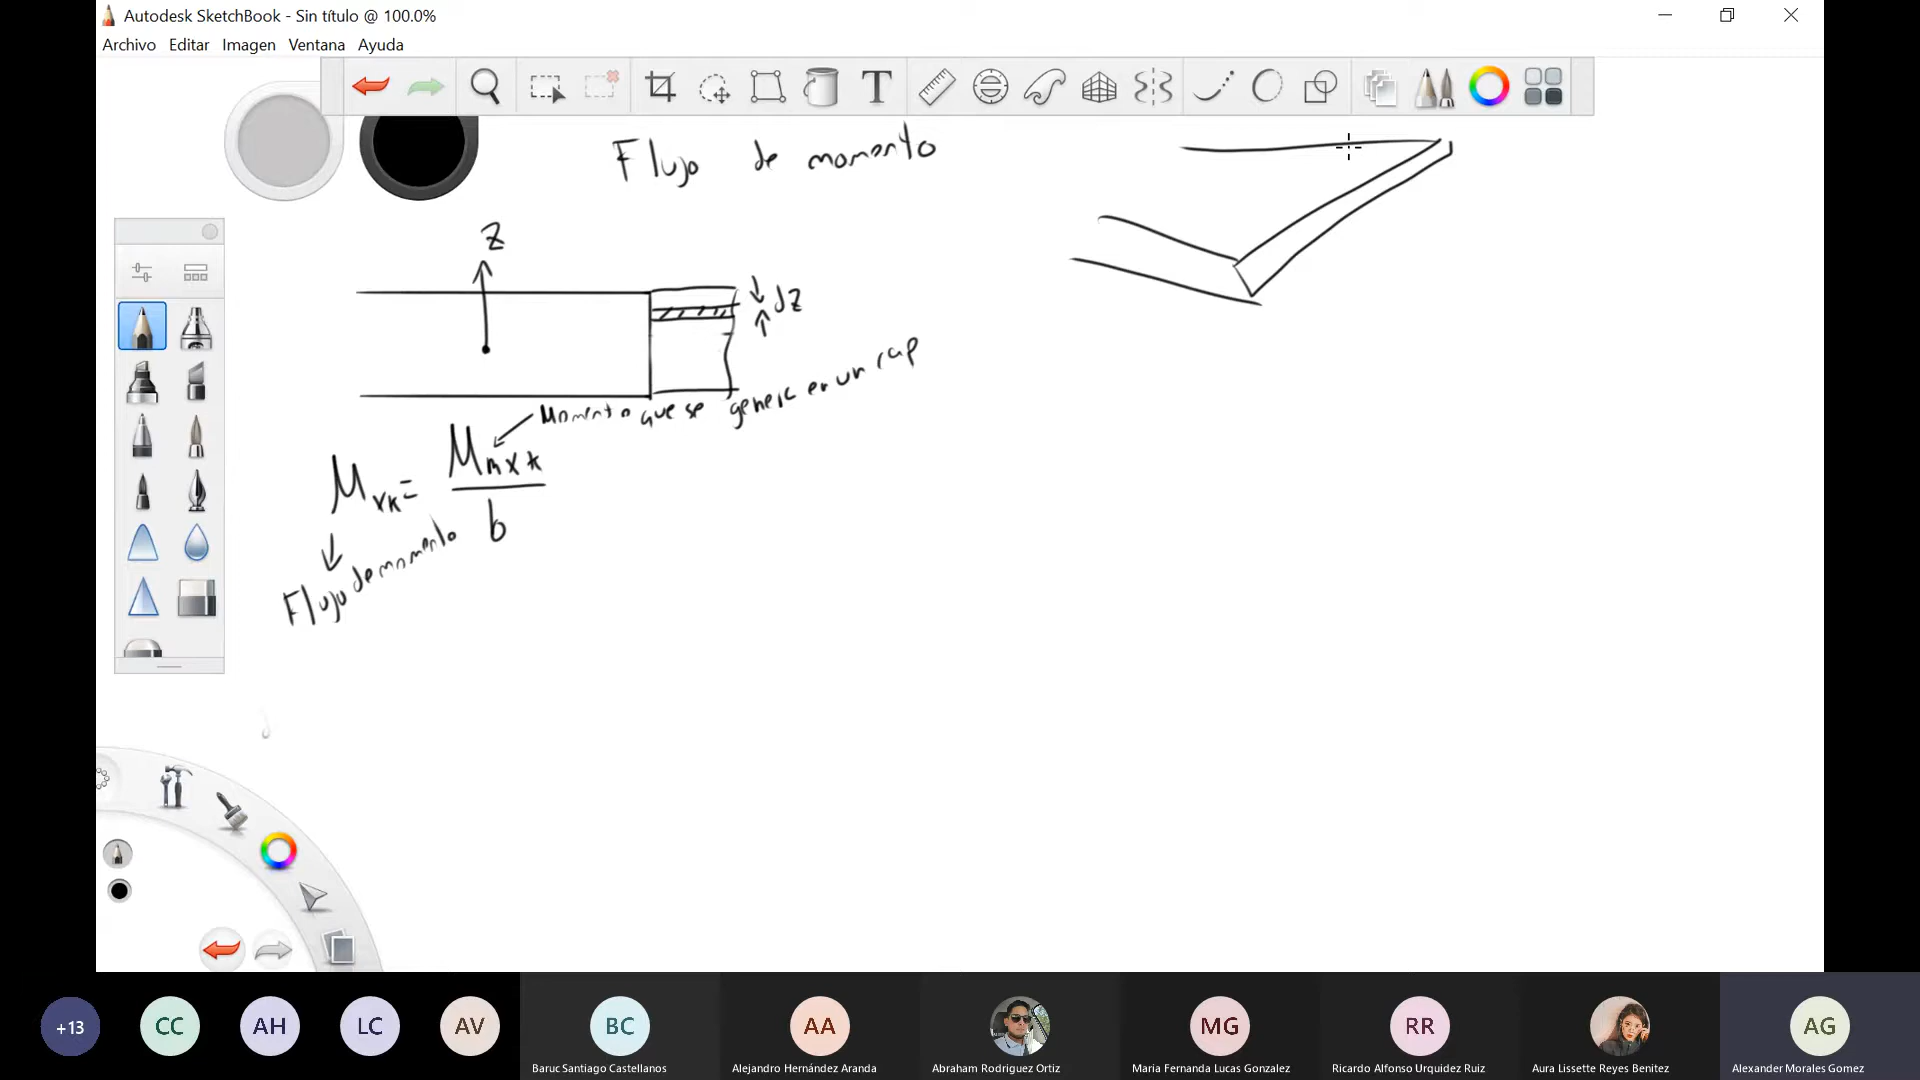 Autodesk SketchBook - Sin título @ 100.0%
Archivo Editar Imagen Ventana Ayuda
Flujo de momento
Z
dz
Momento que se generc en un cap
Mxk= Mmxk
b
Flujo de momento
+13
CC
AH
LC
AV
BC
AA
MG
RR
AG
Baruc Santiago Castellanos
Alejandro Hernández Aranda
Abraham Rodriguez Ortiz
Maria Fernanda Lucas Gonzalez
Ricardo Alfonso Urquidez Ruiz
Aura Lissette Reyes Benitez
Alexander Morales Gomez